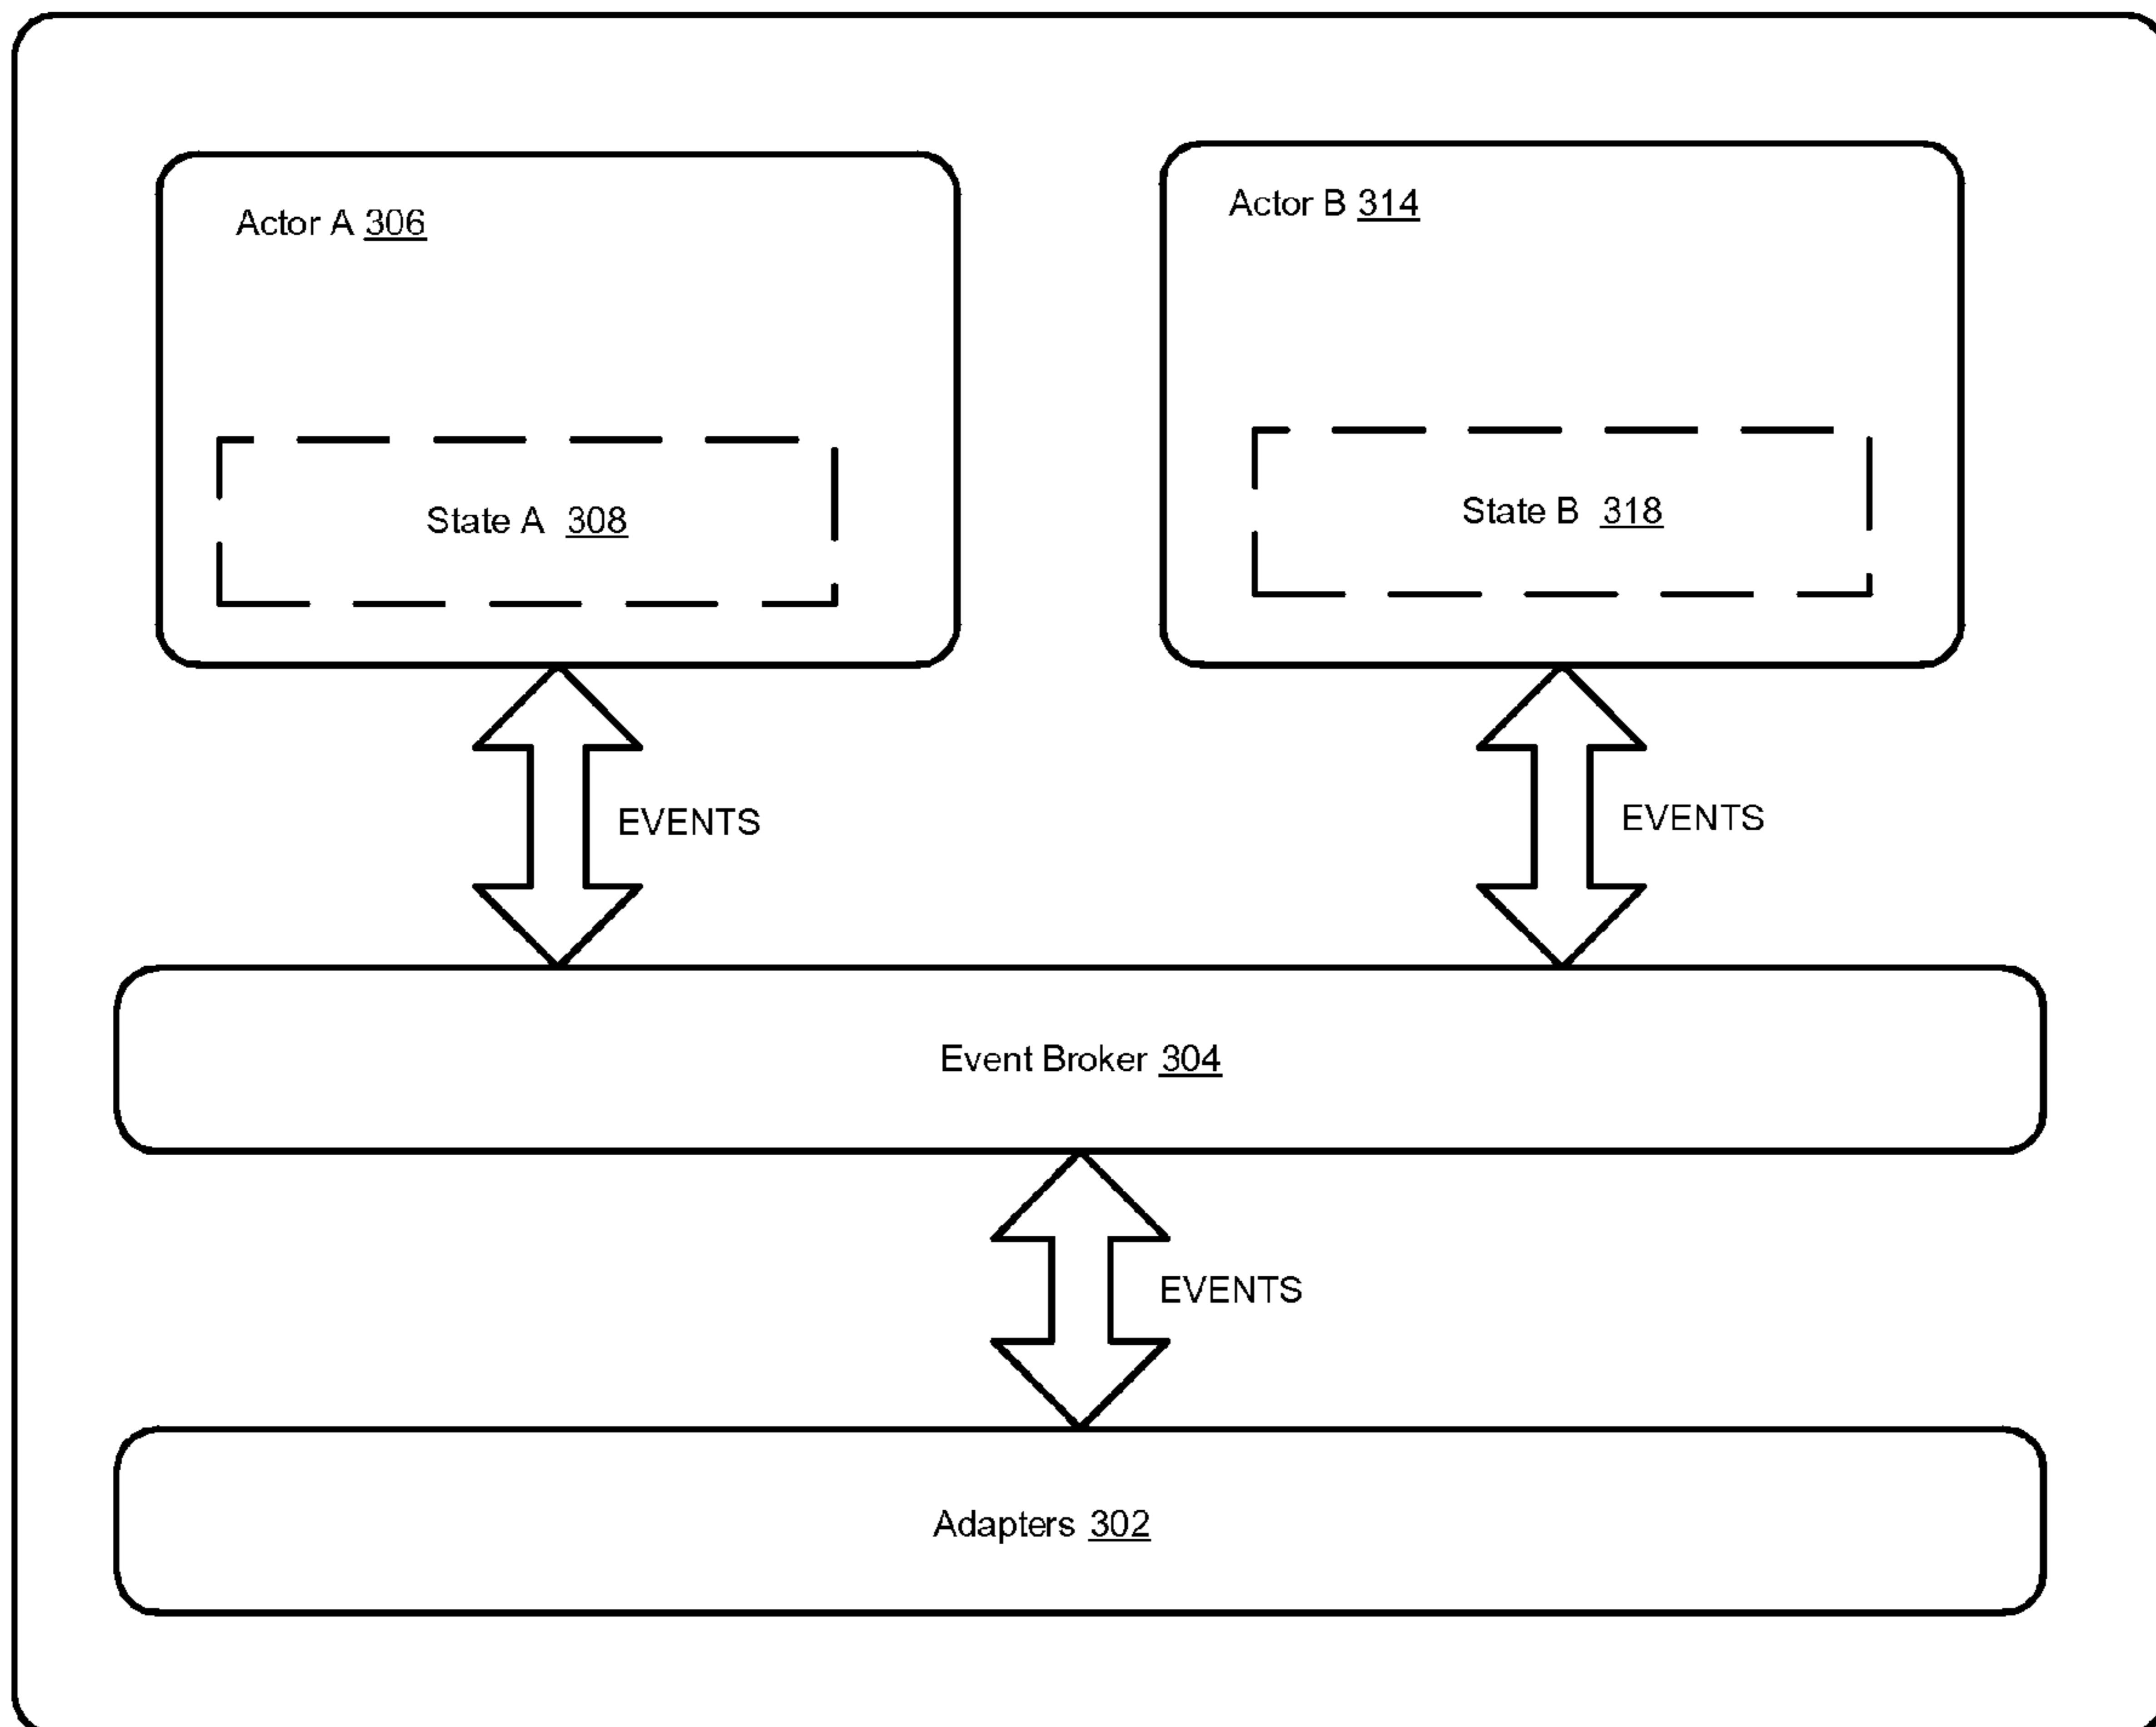 Actor A 306
Actor B 314
State A 308
State B 318
EVENTS
EVENTS
Event Broker 304
EVENTS
Adapters 302